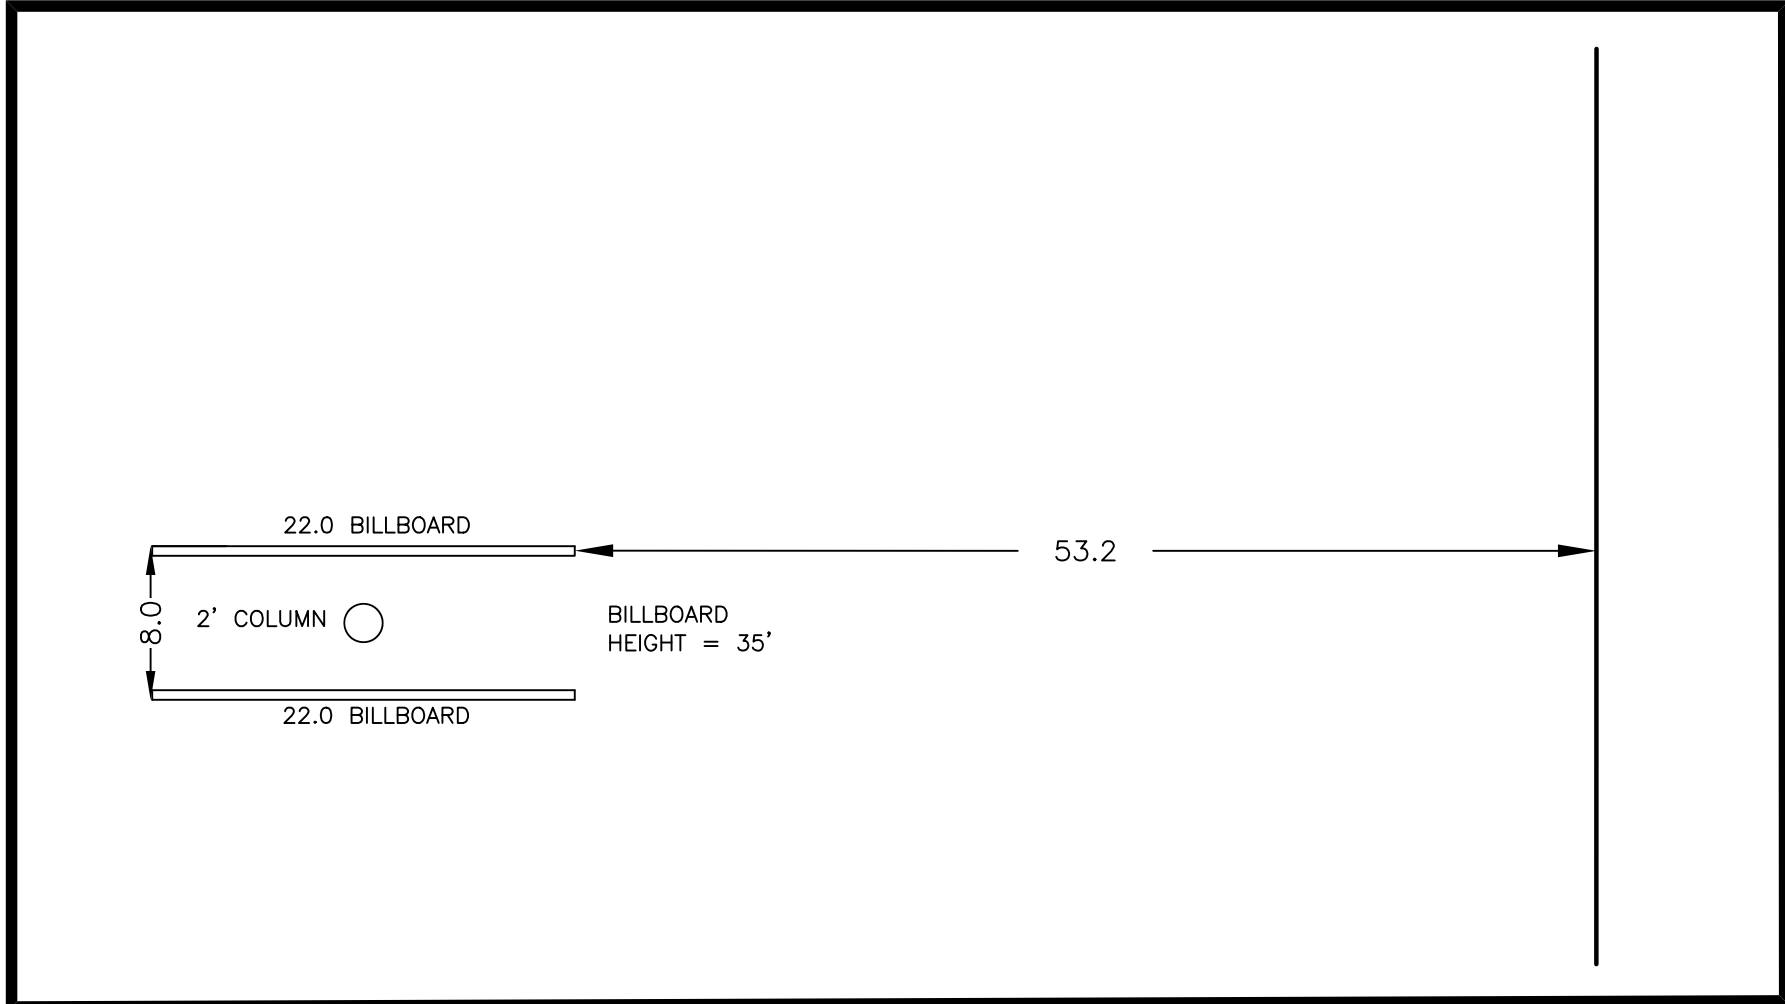 22.0 BILLBOARD
53.2
8.0
2' COLUMN
BILLBOARD
HEIGHT = 35'
22.0 BILLBOARD